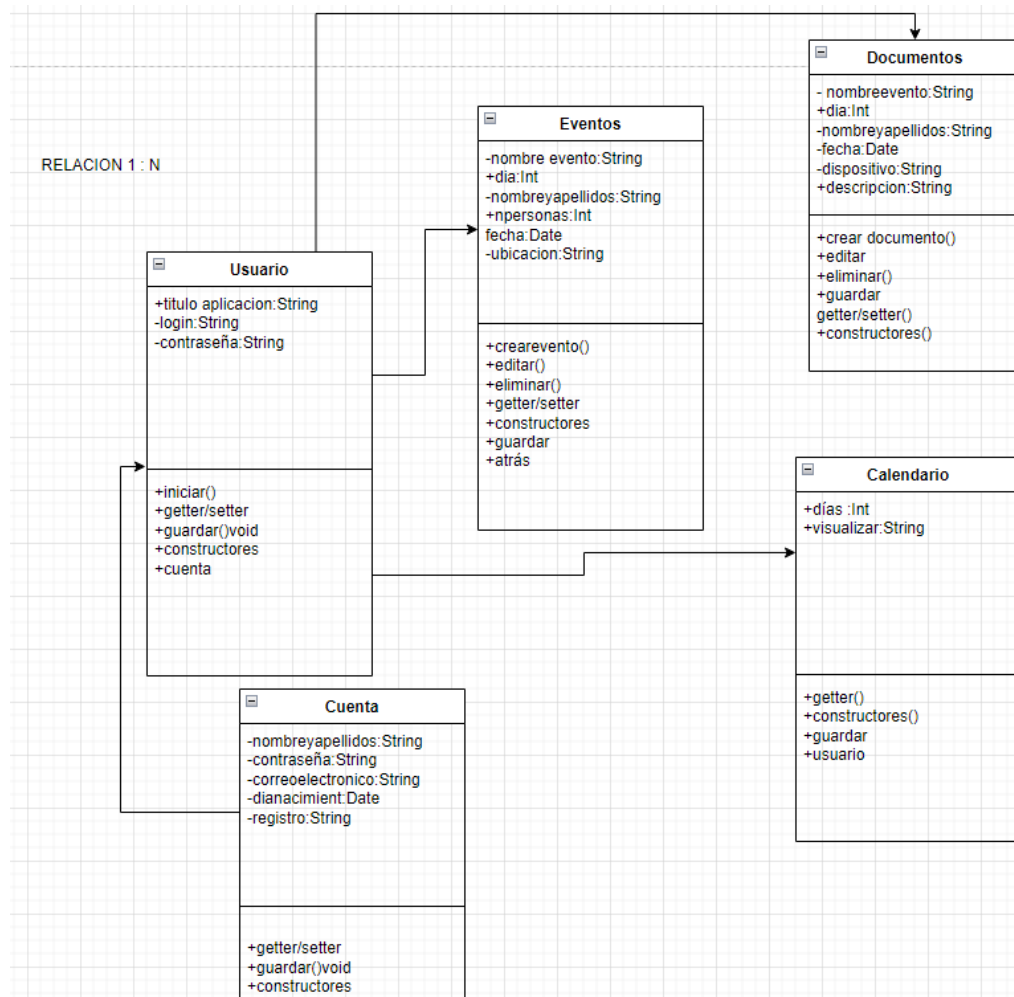 RELACION 1 : N
Documentos
- nombreevento:String
+dia:Int
-nombreyapellidos:String
-fecha:Date
-dispositivo:String
+descripcion:String
+crear documento()
+editar
+eliminar()
+guardar
getter/setter()
+constructores()
Eventos
-nombre evento:String
+dia:Int
-nombreyapellidos:String
+npersonas:Int
fecha:Date
-ubicacion:String
+crearevento()
+editar()
+eliminar()
+getter/setter
+constructores
+guardar
+atrás
Usuario
+titulo aplicacion:String
-login:String
-contraseña:String
+iniciar()
+getter/setter
+guardar()void
+constructores
+cuenta
Calendario
+días :Int
+visualizar:String
+getter()
+constructores()
+guardar
+usuario
Cuenta
-nombreyapellidos:String
-contraseña:String
-correoelectronico:String
-dianacimient:Date
-registro:String
+getter/setter
+guardar()void
+constructores